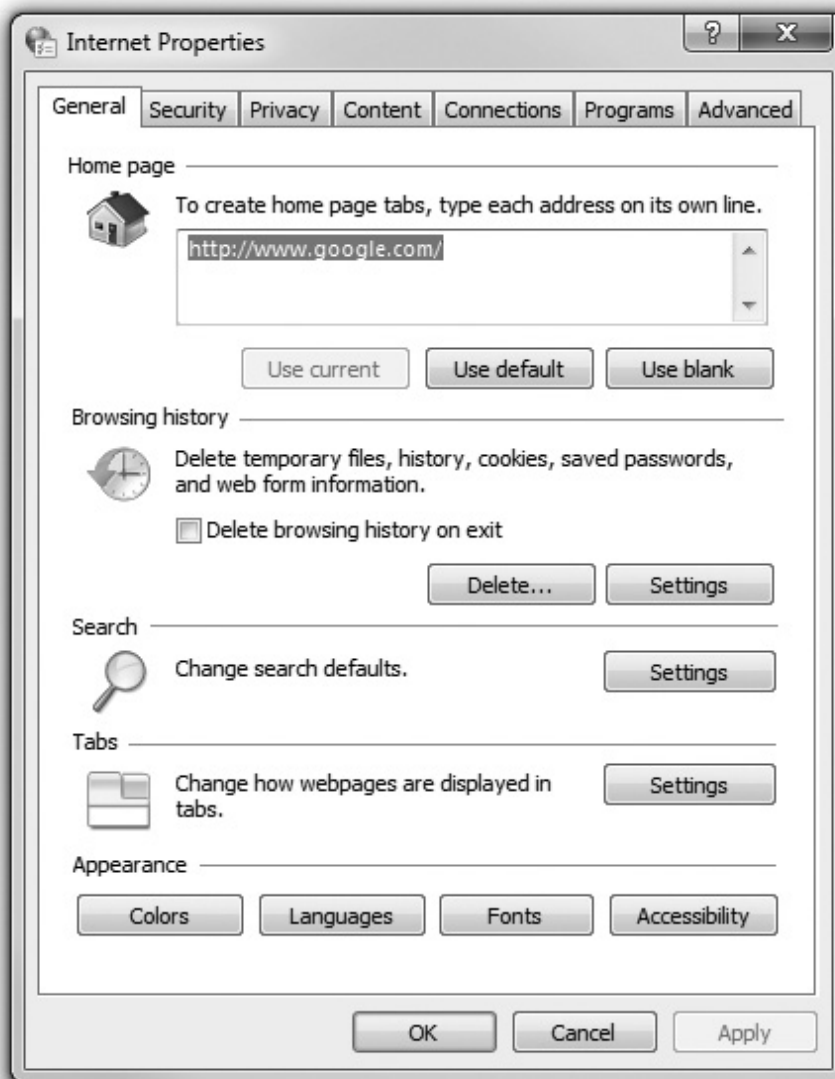 Internet Properties
?
X
General Security Privacy Content Connections Programs Advanced
Home page
To create home page tabs, type each address on its own line.
http://www.google.com/
Use current Use default Use blank
Browsing history
Delete temporary files, history, cookies, saved passwords,
and web form information.
Delete browsing history on exit
Delete... Settings
Search
Change search defaults. Settings
Tabs
Change how webpages are displayed in
tabs.
Settings
Appearance
Colors Languages Fonts Accessibility
OK Cancel Apply